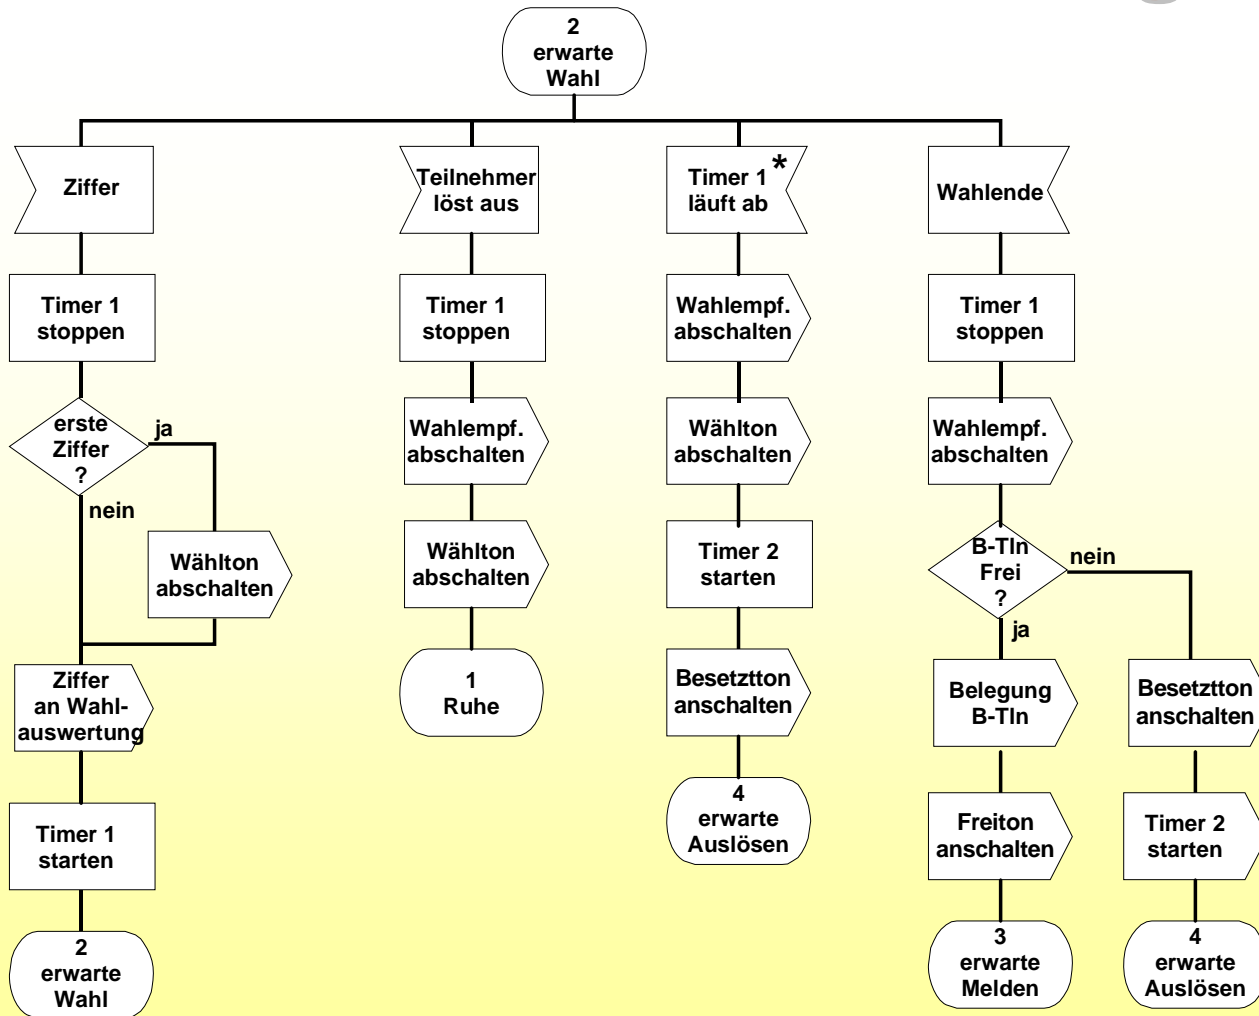 2
erwarte
Wahl
Ziffer
Timer 1
stoppen
erste
Ziffer
?
ja
nein
Wählton
abschalten
Ziffer
an Wahl-
auswertung
Timer 1
starten
2
erwarte
Wahl
Teilnehmer
löst aus
Timer 1
stoppen
Wahlempf.
abschalten
Wählton
abschalten
1
Ruhe
Timer 1 *
läuft ab
Wahlempf.
abschalten
Wählton
abschalten
Timer 2
starten
Besetztton
anschalten
4
erwarte
Auslösen
Wahlende
Timer 1
stoppen
Wahlempf.
abschalten
B-Tln
Frei
?
nein
ja
Belegung
B-Tln
Freiton
anschalten
3
erwarte
Melden
Besetztton
anschalten
Timer 2
starten
4
erwarte
Auslösen